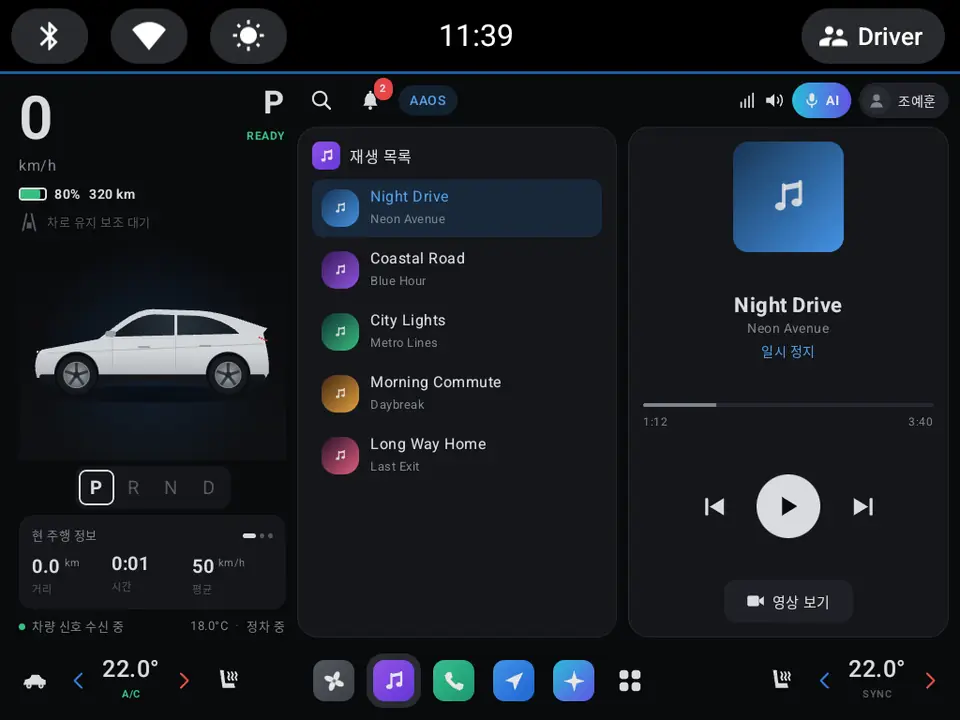 11:39
Driver
0
P
READY
km/h
80% 320 km
차로 유지 보조 대기
P R N D
현 주행 정보
0.0 km
거리
0:01
시간
50 km/h
평균
차량 신호 수신 중
18.0°C · 정차 중
2
AAOS
AI
조예훈
재생 목록
Night Drive
Neon Avenue
Coastal Road
Blue Hour
City Lights
Metro Lines
Morning Commute
Daybreak
Long Way Home
Last Exit
Night Drive
Neon Avenue
일시 정지
1:12
3:40
영상 보기
22.0°
A/C
22.0°
SYNC